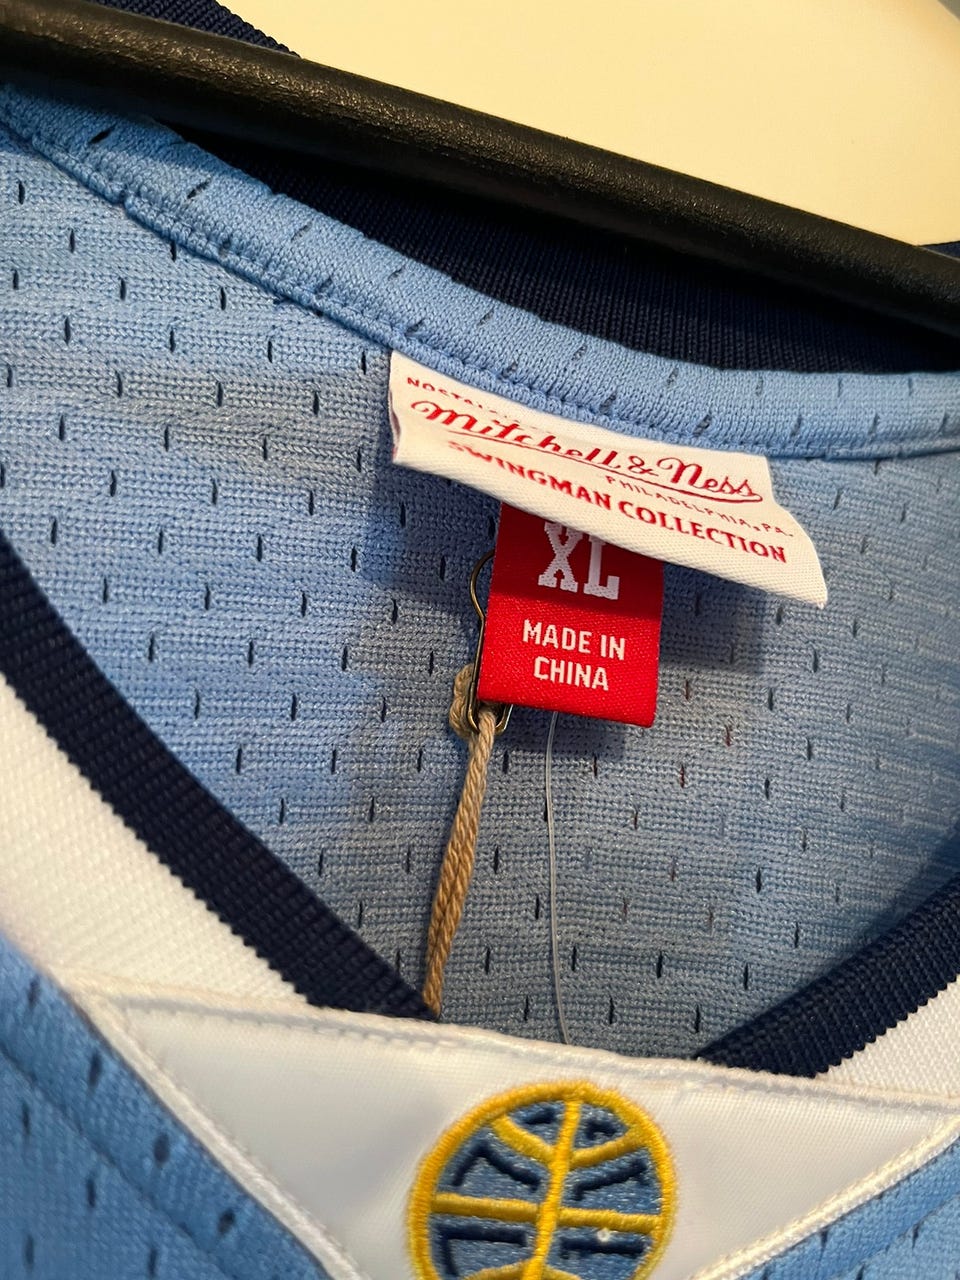 Mitchell & Ness
PHILADELPHIA, PA.
SWINGMAN COLLECTION
XL
MADE IN
CHINA